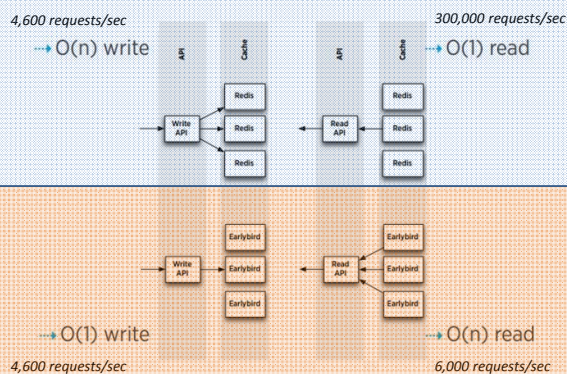 4,600 requests/sec
300,000 requests/sec
O(n) write
API
Cache
API
Cache
O(1) read
Redis
Redis
Write
API
Redis
Read
API
Redis
Redis
Redis
Earlybird
Earlybird
Write
API
Earlybird
Read
API
Earlybird
Earlybird
Earlybird
O(1) write
O(n) read
4,600 requests/sec
6,000 requests/sec